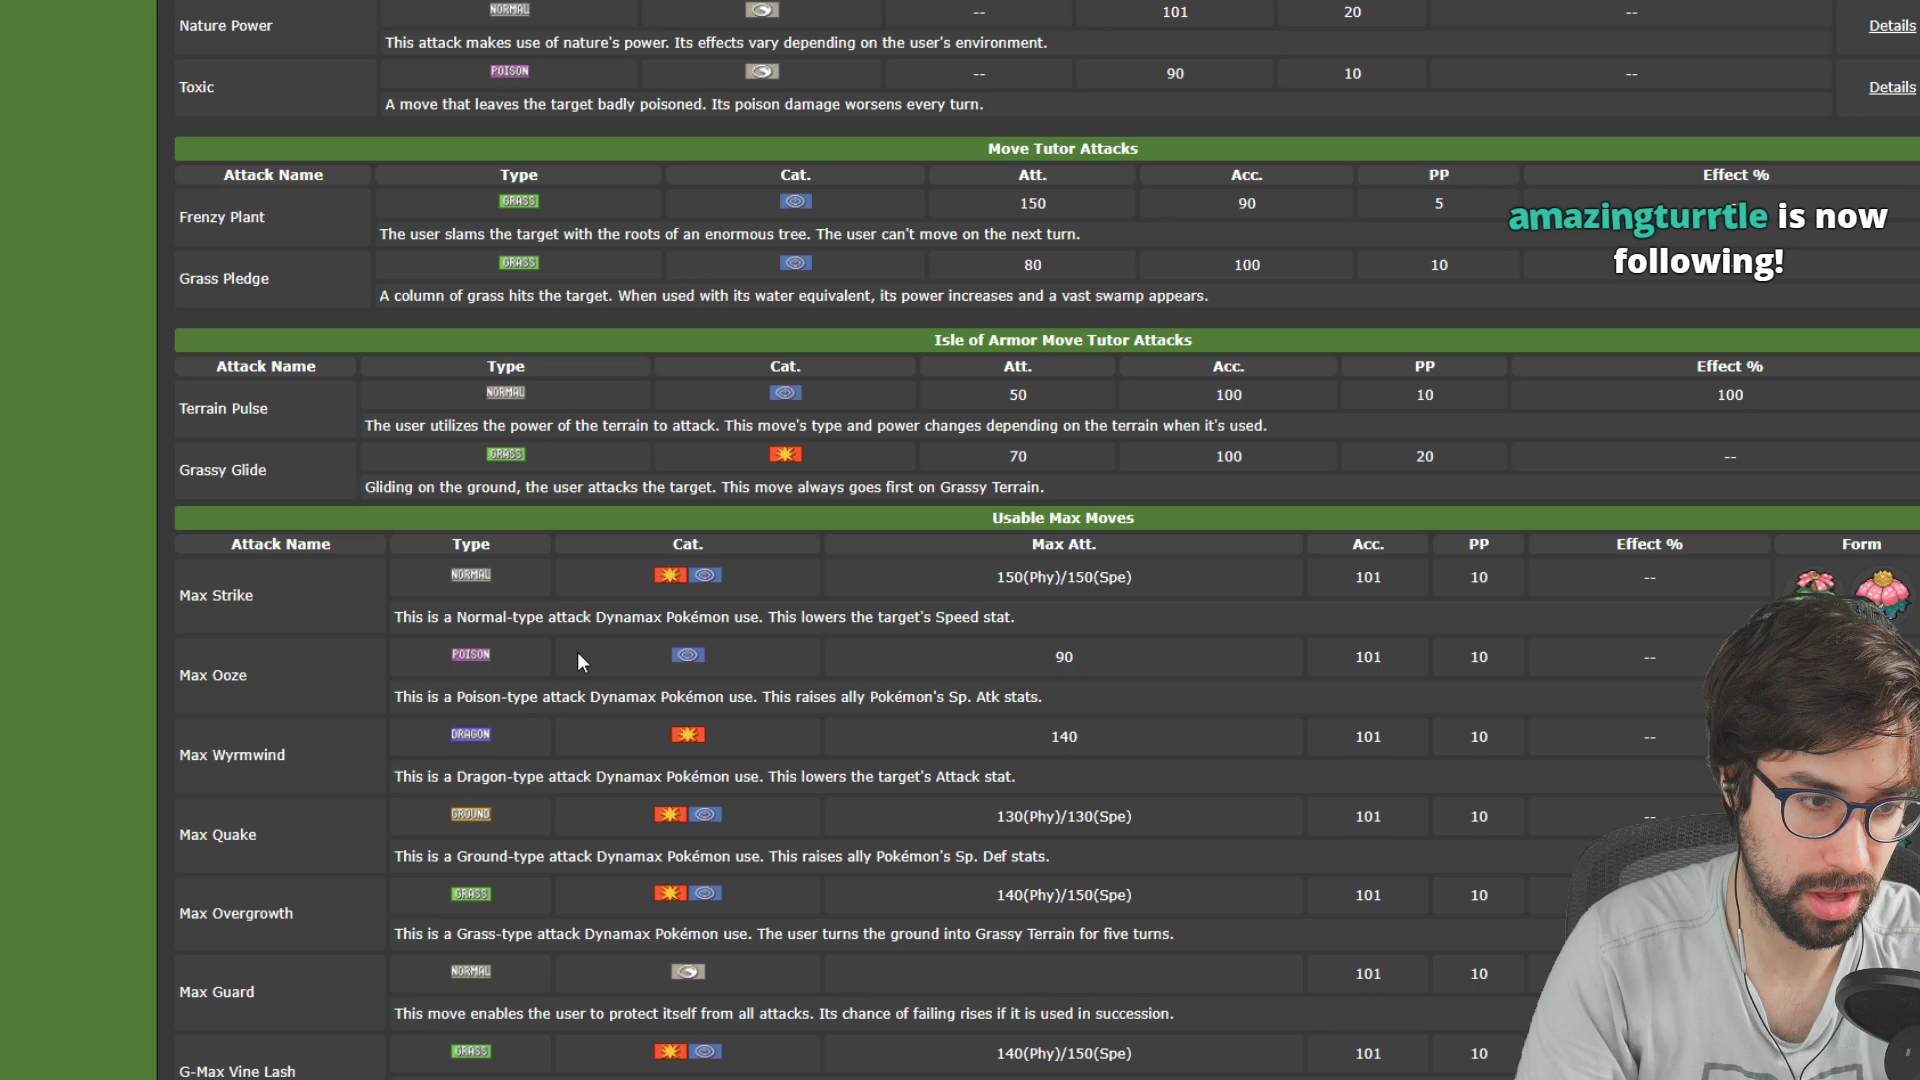 Nature Power NORMAL -- 101 20 -- Details
This attack makes use of nature's power. Its effects vary depending on the user's environment.
Toxic POISON -- 90 10 -- Details
A move that leaves the target badly poisoned. Its poison damage worsens every turn.
Move Tutor Attacks
Attack Name Type Cat. Att. Acc. PP Effect %
Frenzy Plant GRASS 150 90 5
The user slams the target with the roots of an enormous tree. The user can't move on the next turn.
Grass Pledge GRASS 80 100 10
A column of grass hits the target. When used with its water equivalent, its power increases and a vast swamp appears.
amazingturrtle is now
following!
Isle of Armor Move Tutor Attacks
Attack Name Type Cat. Att. Acc. PP Effect %
Terrain Pulse NORMAL 50 100 10 100
The user utilizes the power of the terrain to attack. This move's type and power changes depending on the terrain when it's used.
Grassy Glide GRASS 70 100 20 --
Gliding on the ground, the user attacks the target. This move always goes first on Grassy Terrain.
Usable Max Moves
Attack Name Type Cat. Max Att. Acc. PP Effect % Form
Max Strike NORMAL 150(Phy)/150(Spe) 101 10 --
This is a Normal-type attack Dynamax Pokémon use. This lowers the target's Speed stat.
Max Ooze POISON 90 101 10 --
This is a Poison-type attack Dynamax Pokémon use. This raises ally Pokémon's Sp. Atk stats.
Max Wyrmwind DRAGON 140 101 10 --
This is a Dragon-type attack Dynamax Pokémon use. This lowers the target's Attack stat.
Max Quake GROUND 130(Phy)/130(Spe) 101 10 --
This is a Ground-type attack Dynamax Pokémon use. This raises ally Pokémon's Sp. Def stats.
Max Overgrowth GRASS 140(Phy)/150(Spe) 101 10
This is a Grass-type attack Dynamax Pokémon use. The user turns the ground into Grassy Terrain for five turns.
Max Guard NORMAL 101 10
This move enables the user to protect itself from all attacks. Its chance of failing rises if it is used in succession.
G-Max Vine Lash GRASS 140(Phy)/150(Spe) 101 10